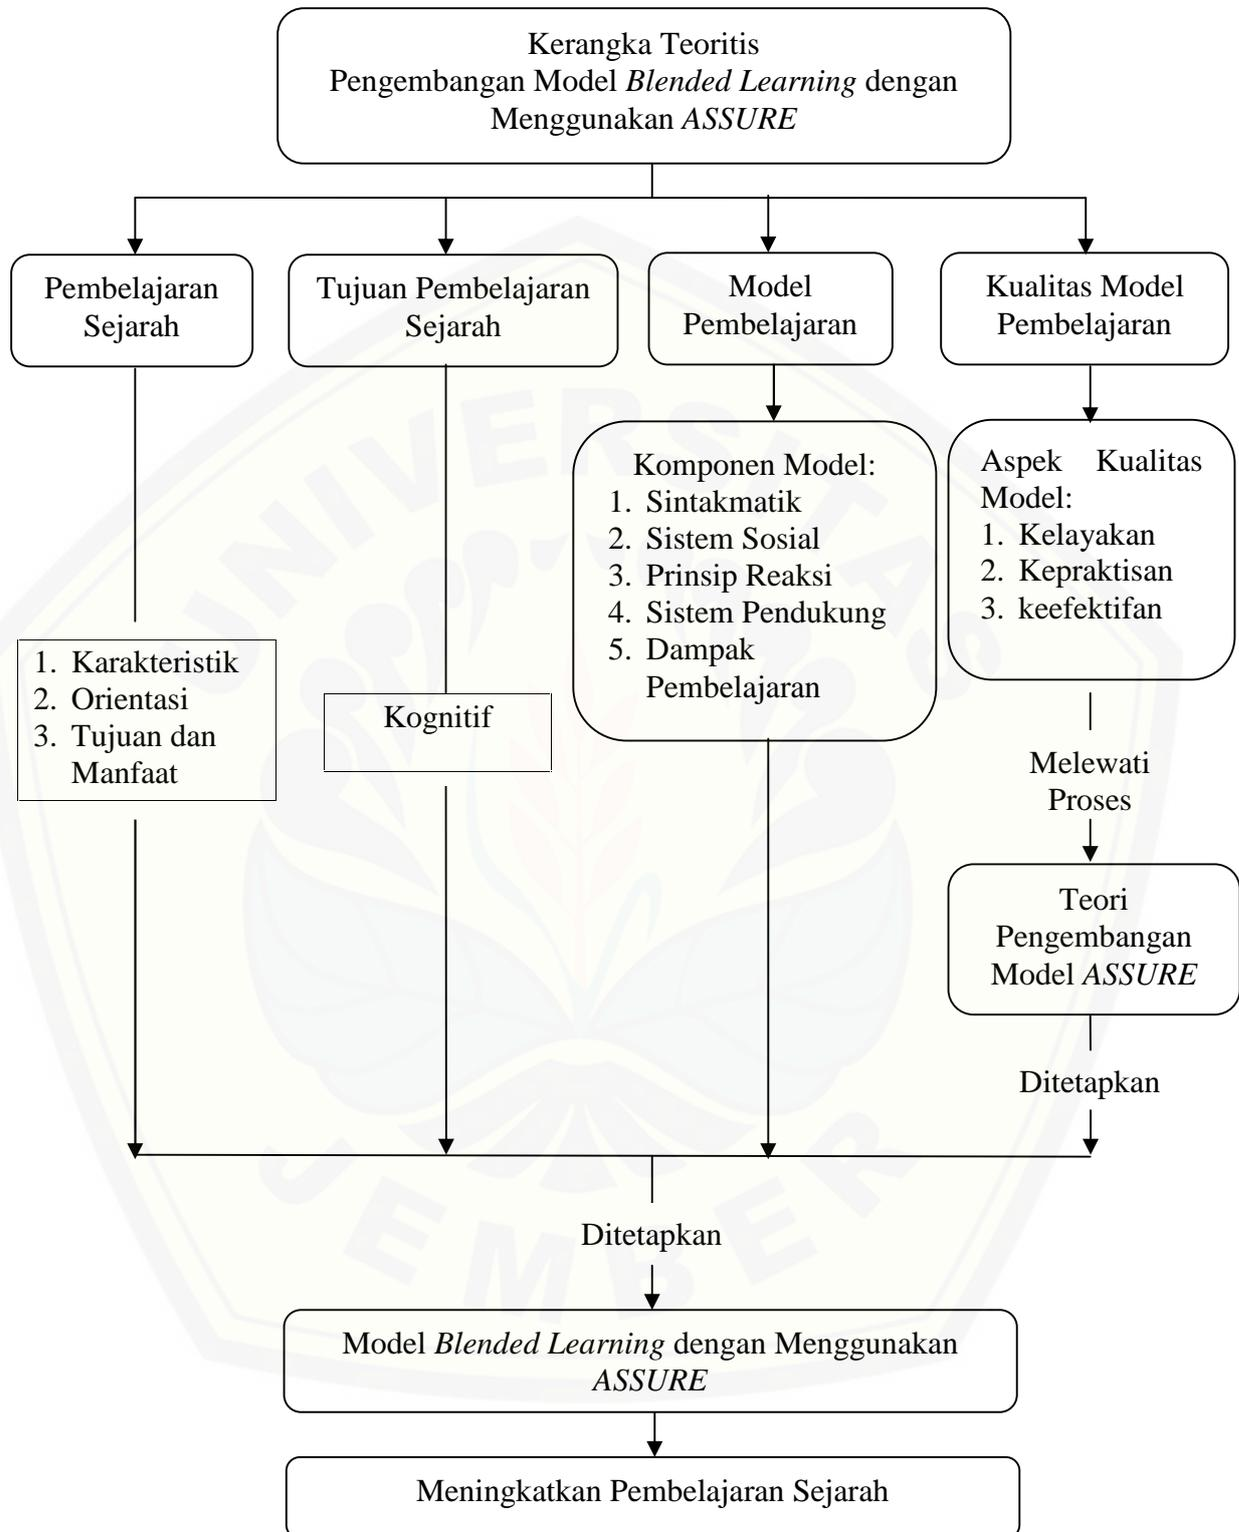 Kerangka Teoritis
Pengembangan Model Blended Learning dengan
Menggunakan ASSURE
Pembelajaran
Sejarah
Tujuan Pembelajaran
Sejarah
Model
Pembelajaran
Kualitas Model
Pembelajaran
1. Karakteristik
2. Orientasi
3. Tujuan dan
Manfaat
Kognitif
Komponen Model:
1. Sintakmatik
2. Sistem Sosial
3. Prinsip Reaksi
4. Sistem Pendukung
5. Dampak
Pembelajaran
Aspek Kualitas
Model:
1. Kelayakan
2. Kepraktisan
3. keefektifan
Melewati
Proses
Teori
Pengembangan
Model ASSURE
Ditetapkan
Ditetapkan
Model Blended Learning dengan Menggunakan
ASSURE
Meningkatkan Pembelajaran Sejarah
UNIVERSITAS
JEMBER